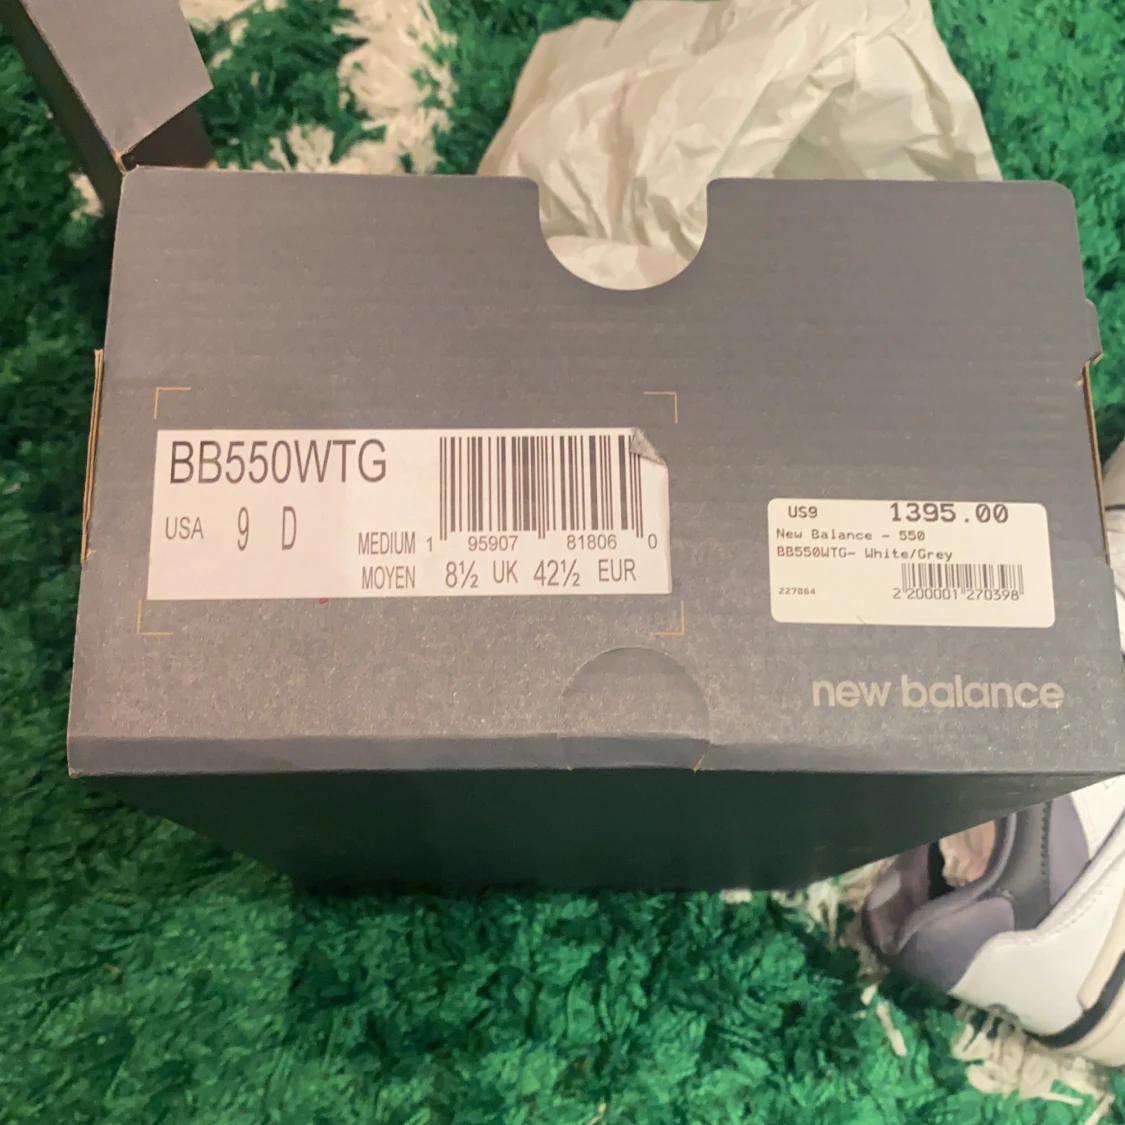 BB550WTG
USA 9 D
MEDIUM
MOYEN 8½ UK 42½ EUR
1 95907 81806 0
US9 1395.00
New Balance - 550
BB550WTG- White/Grey
227064
2 200001 270398
new balance